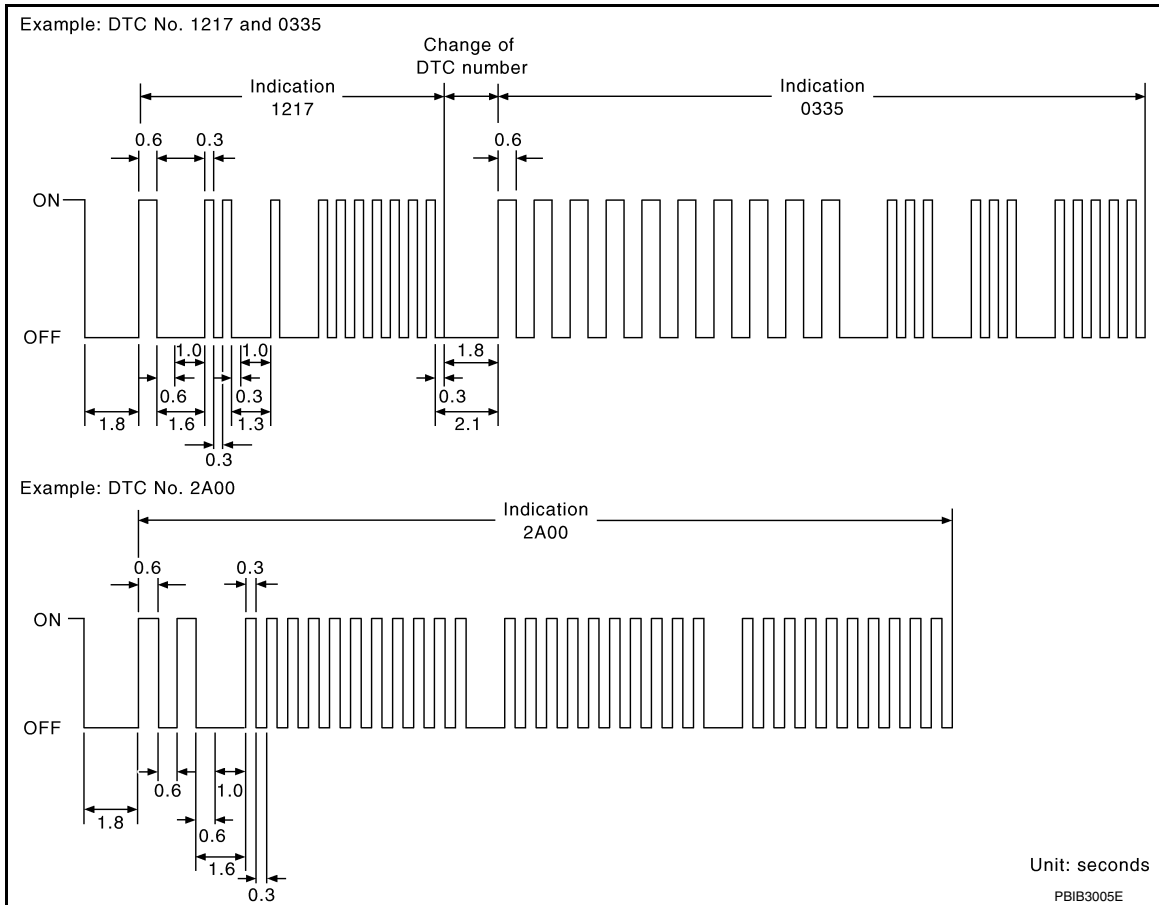 Example: DTC No. 1217 and 0335
Change of
DTC number
Indication
1217
Indication
0335
0.6
0.3
0.6
ON
OFF
1.0
1.0
1.8
0.6
0.3
0.3
1.8
1.6
1.3
2.1
0.3
Example: DTC No. 2A00
Indication
2A00
0.6
0.3
ON
OFF
0.6
1.0
1.8
0.6
1.6
0.3
Unit: seconds
PBIB3005E